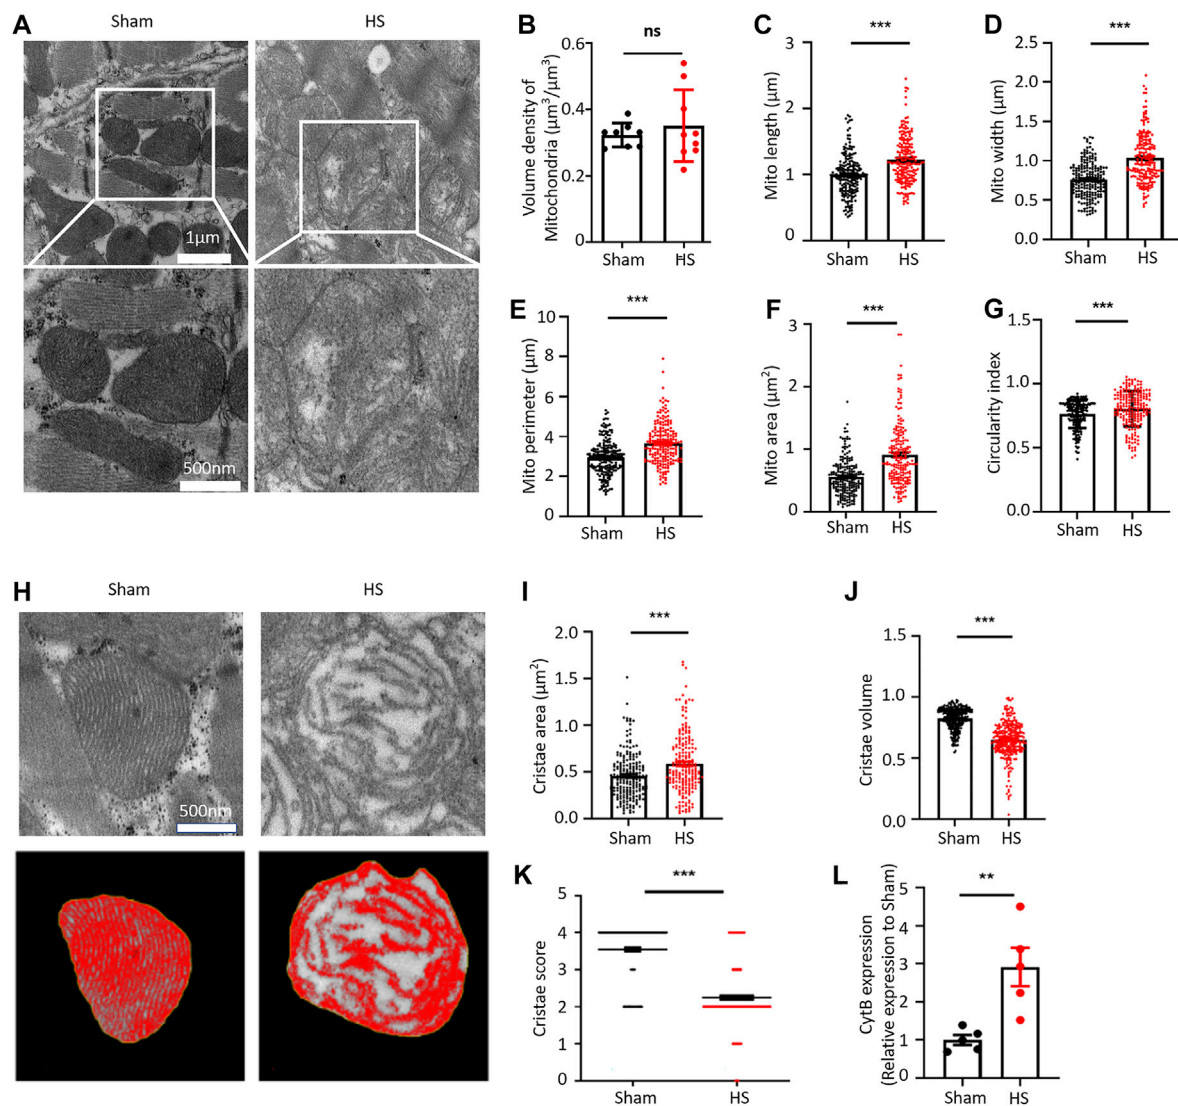 A
Sham
HS
1µm
500nm
B
ns
Volume density of
Mitochondria (µm³/µm³)
0.6
0.4
0.2
0
Sham
HS
C
***
Mito length (µm)
3
2
1
0
Sham
HS
D
***
Mito width (µm)
2.5
2.0
1.5
1.0
0.5
0.0
Sham
HS
E
***
Mito perimeter (µm)
10
8
6
4
2
0
Sham
HS
F
***
Mito area (µm²)
3
2
1
0
Sham
HS
G
***
Circularity index
1.5
1.0
0.5
0.0
Sham
HS
H
Sham
HS
500nm
I
***
Cristae area (µm²)
2.0
1.5
1.0
0.5
0.0
Sham
HS
J
***
Cristae volume
1.5
1.0
0.5
0.0
Sham
HS
K
***
Cristae score
5
4
3
2
1
0
Sham
HS
L
**
CytB expression
(Relative expression to Sham)
5
4
3
2
1
0
Sham
HS